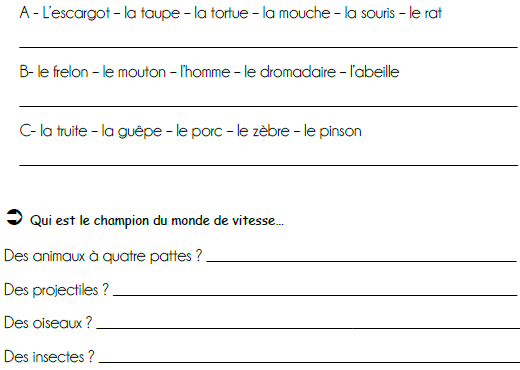 A - L'escargot – la taupe – la tortue – la mouche – la souris – le rat
B- le frelon – le mouton – l'homme – le dromadaire – l'abeille
C- la truite – la guêpe – le porc – le zèbre – le pinson
➲ Qui est le champion du monde de vitesse…
Des animaux à quatre pattes ?
Des projectiles ?
Des oiseaux ?
Des insectes ?